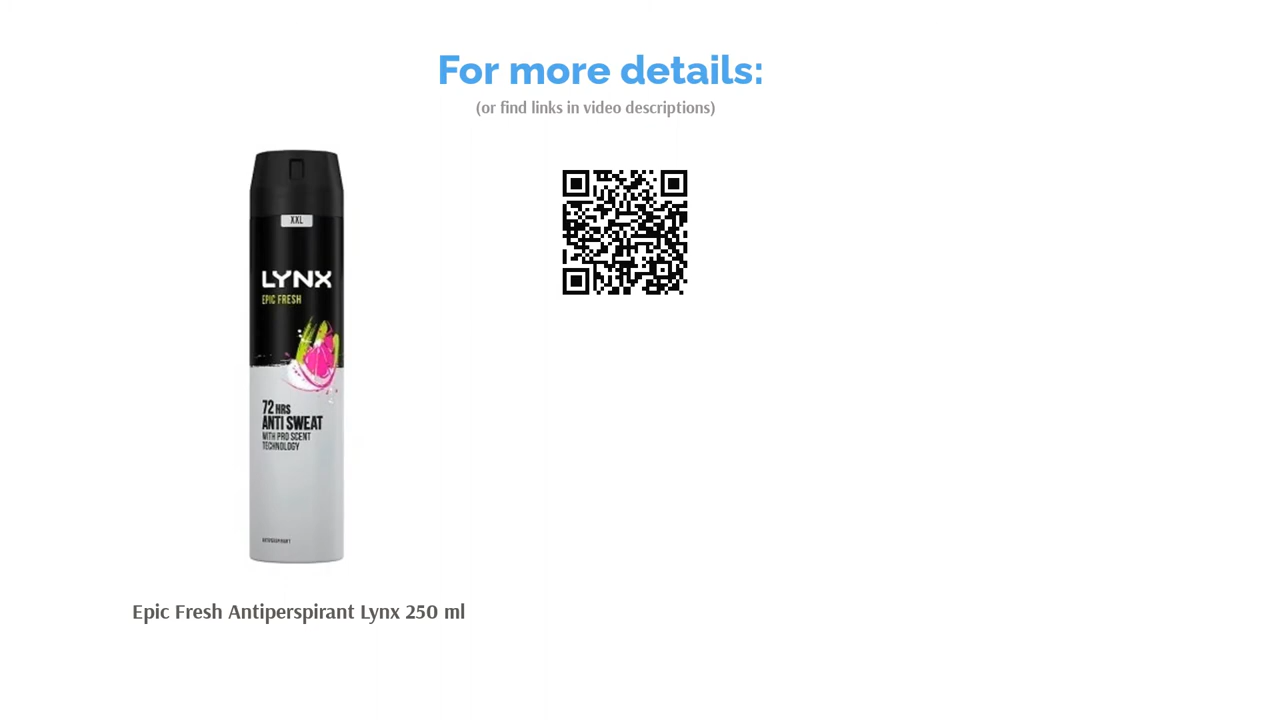 For more details:
(or find links in video descriptions)
XXL
LYNX
EPIC FRESH
72 HRS
ANTI SWEAT
WITH PRO SCENT
TECHNOLOGY
ANTIPERSPIRANT
Epic Fresh Antiperspirant Lynx 250 ml